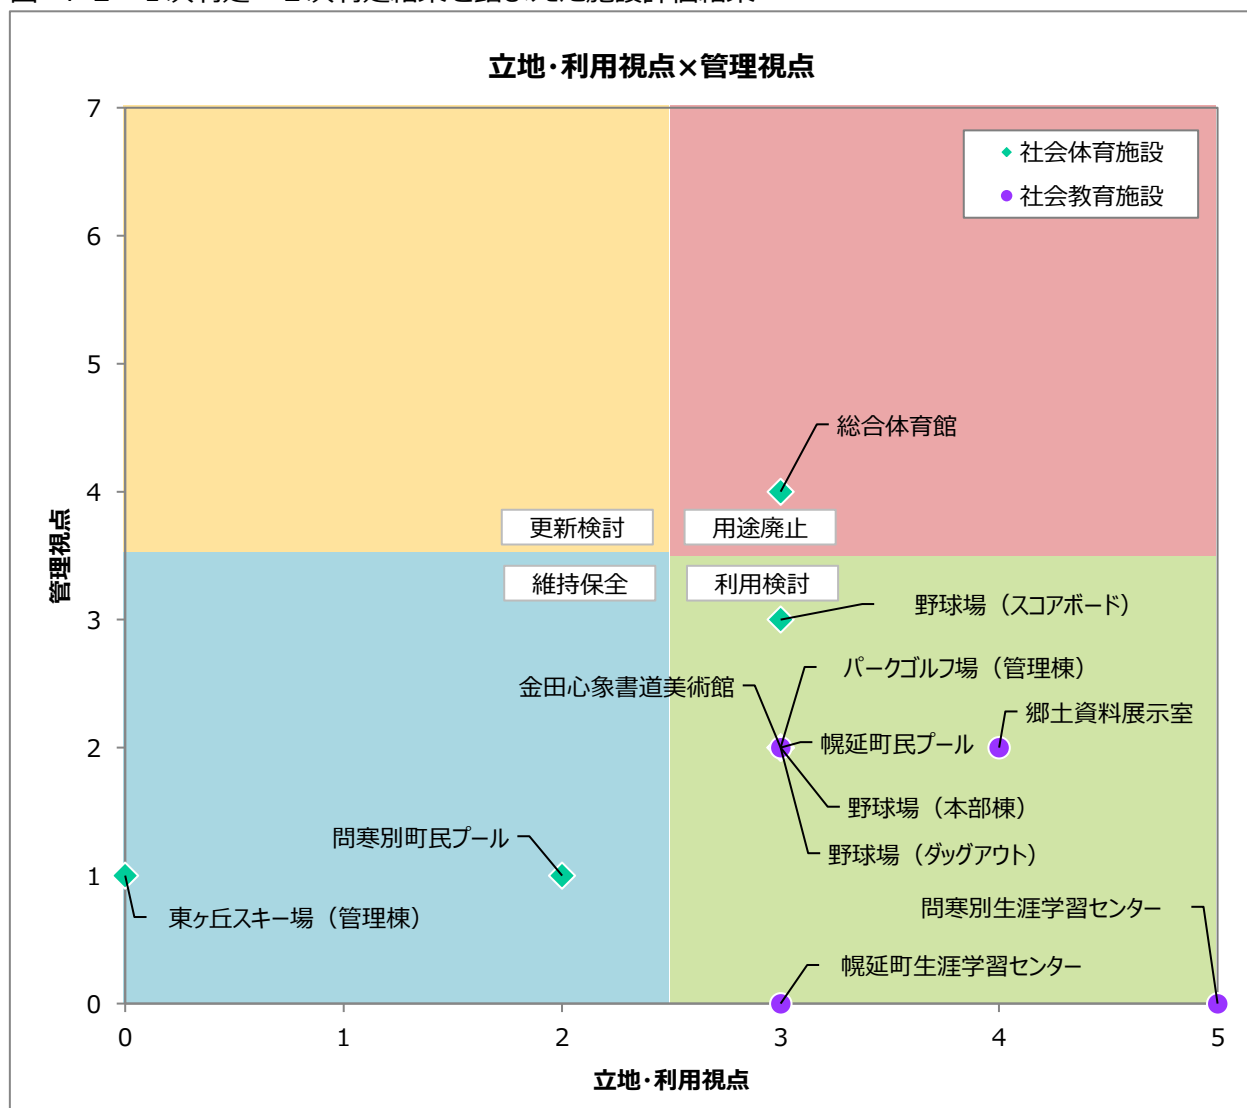 立地・利用視点×管理視点
7
社会体育施設
社会教育施設
6
5
総合体育館
4
更新検討
用途廃止
管理視点
維持保全
利用検討
3
野球場（スコアボード）
パークゴルフ場（管理棟）
金田心象書道美術館
郷土資料展示室
2
幌延町民プール
野球場（本部棟）
問寒別町民プール
野球場（ダッグアウト）
1
東ヶ丘スキー場（管理棟）
問寒別生涯学習センター
幌延町生涯学習センター
0
0 1 2 3 4 5
立地・利用視点